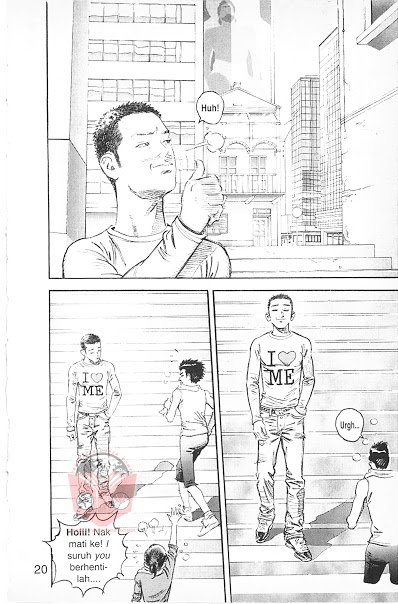 Huh!
I ♥
ME
I ♥
ME
Urgh...
Hoiii! Nak
mati ke! I
suruh you
berhenti-
lah....
20